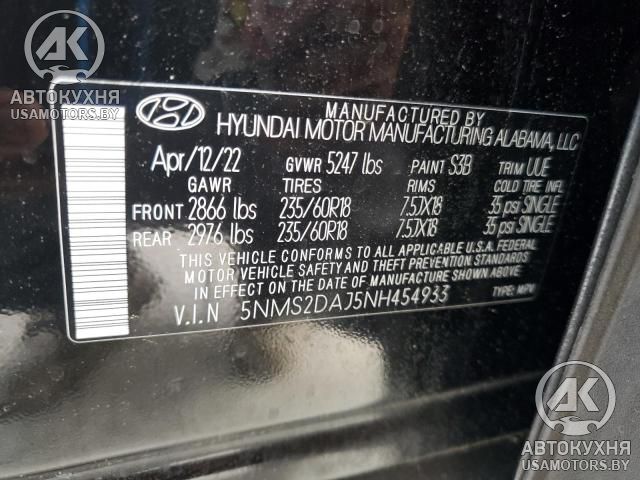 АК
АВТОКУХНЯ
USAMOTORS.BY
MANUFACTURED BY
HYUNDAI MOTOR MANUFACTURING ALABAMA, LLC
Apr/12/22 GVWR 5247 lbs PAINT S3B TRIM UUE
GAWR TIRES RIMS COLD TIRE INFL
FRONT 2866 lbs 235/60R18 7.5JX18 35 psi SINGLE
REAR 2976 lbs 235/60R18 7.5JX18 35 psi SINGLE
THIS VEHICLE CONFORMS TO ALL APPLICABLE U.S.A. FEDERAL
MOTOR VEHICLE SAFETY AND THEFT PREVENTION STANDARDS
IN EFFECT ON THE DATE OF MANUFACTURE SHOWN ABOVE.
V.I.N 5NMS2DAJ5NH454933 TYPE: MPV
АК
АВТОКУХНЯ
USAMOTORS.BY